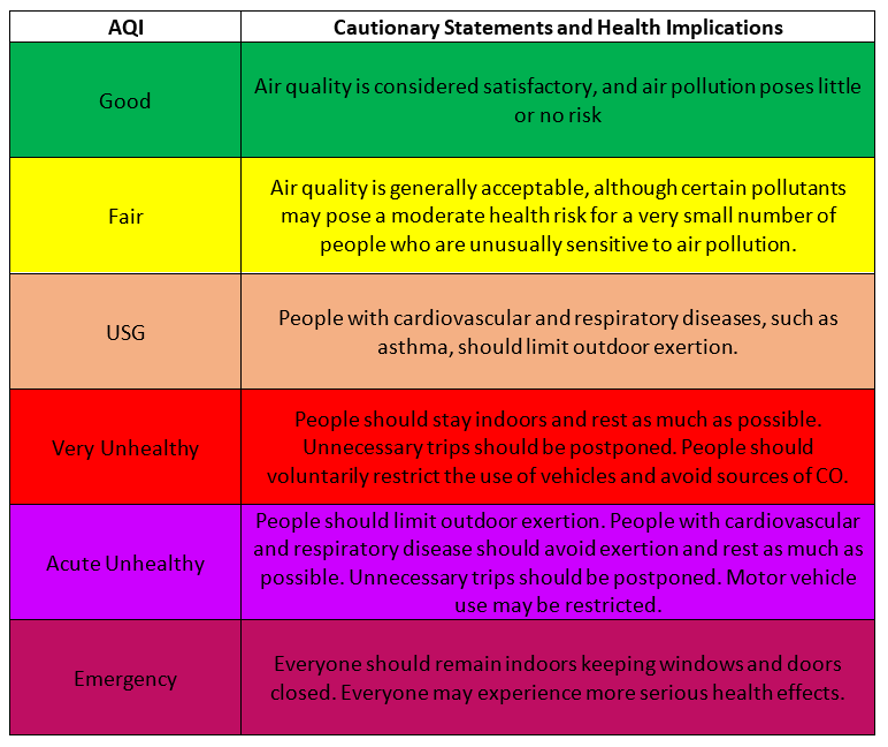 AQI
Cautionary Statements and Health Implications
Good
Air quality is considered satisfactory, and air pollution poses little
or no risk
Fair
Air quality is generally acceptable, although certain pollutants
may pose a moderate health risk for a very small number of
people who are unusually sensitive to air pollution.
USG
People with cardiovascular and respiratory diseases, such as
asthma, should limit outdoor exertion.
Very Unhealthy
People should stay indoors and rest as much as possible.
Unnecessary trips should be postponed. People should
voluntarily restrict the use of vehicles and avoid sources of CO.
Acute Unhealthy
People should limit outdoor exertion. People with cardiovascular
and respiratory disease should avoid exertion and rest as much as
possible. Unnecessary trips should be postponed. Motor vehicle
use may be restricted.
Emergency
Everyone should remain indoors keeping windows and doors
closed. Everyone may experience more serious health effects.